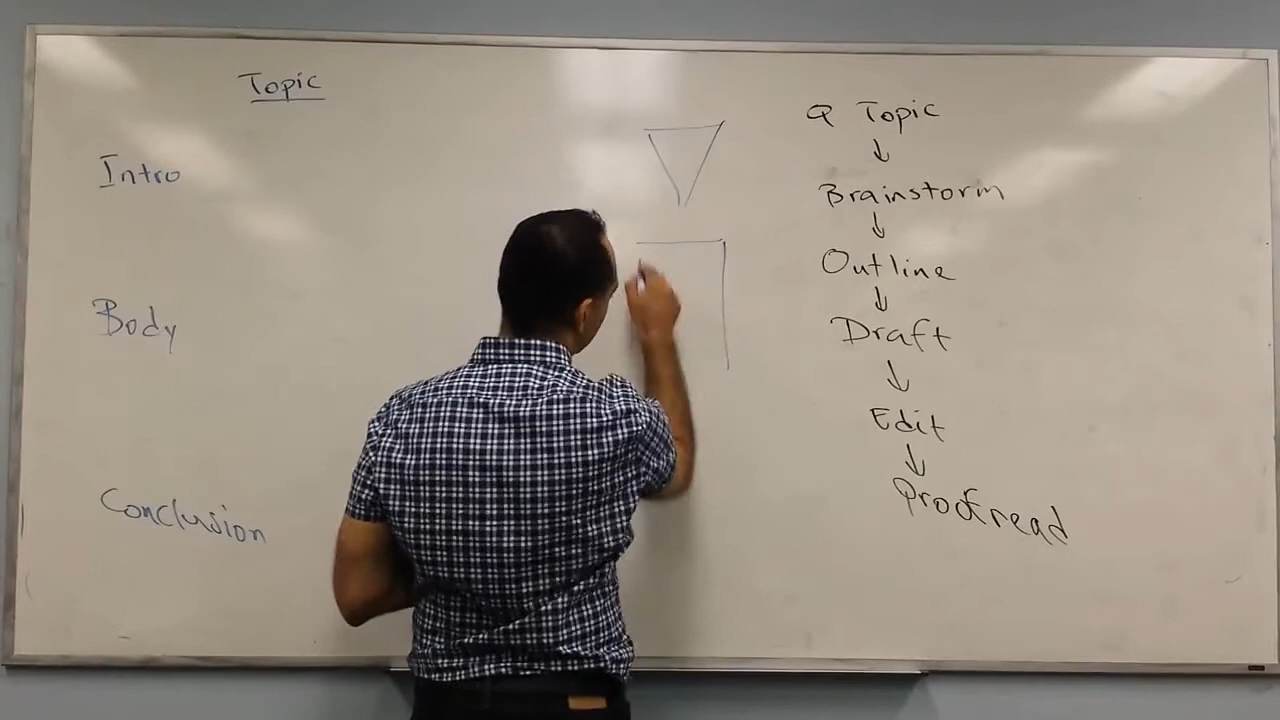 Topic
Intro
Body
Conclusion
Q Topic
↓
Brainstorm
↓
Outline
↓
Draft
↓
Edit
↓
Proofread